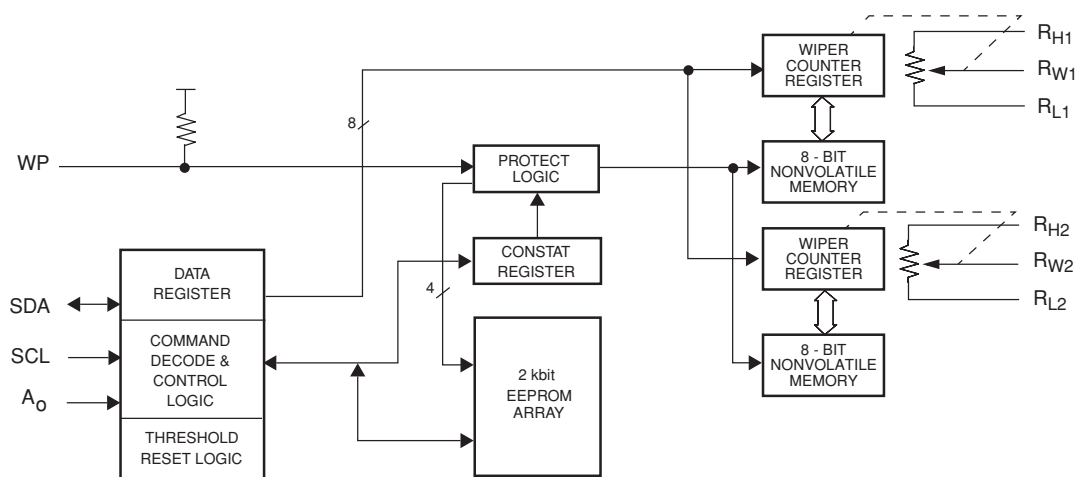 WIPER
COUNTER
REGISTER
RH1
RW1
RL1
8
WP
PROTECT
LOGIC
8 - BIT
NONVOLATILE
MEMORY
CONSTAT
REGISTER
WIPER
COUNTER
REGISTER
RH2
RW2
RL2
DATA
REGISTER
4
SDA
COMMAND
DECODE &
CONTROL
LOGIC
SCL
Ao
2 kbit
EEPROM
ARRAY
8 - BIT
NONVOLATILE
MEMORY
THRESHOLD
RESET LOGIC